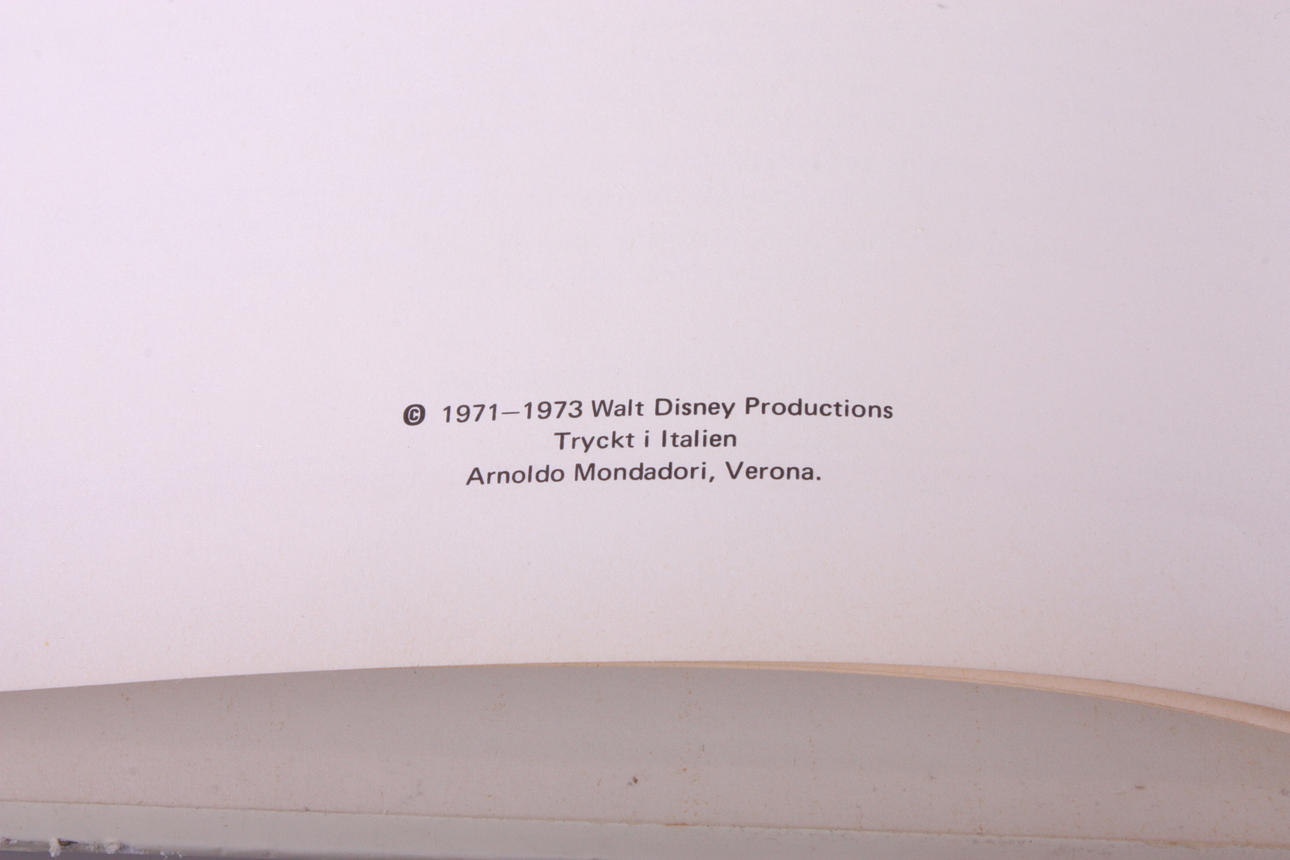 © 1971–1973 Walt Disney Productions
Tryckt i Italien
Arnoldo Mondadori, Verona.